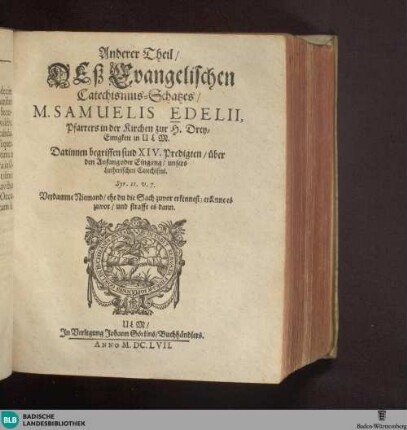 Anderer Theil /
DEß Evangelischen
Catechismus-Schatzes /
M. SAMUELIS EDELII,
Pfarrers in der Kirchen zur H. Drey-
Einigkeit in ULM.
Darinnen begriffen sind XIV. Predigten / über
den Anfang oder Eingang / unsers
Lutherischen Catechismi.
Syr. 11. v. 7.
Verdamme Niemand / ehe du die Sach zuvor erkennest: erkenne es
zuvor / und straffe es dann.
ULM /
In Verlegung Johann Görlins / Buchhändlers.
ANNO M. DC. LVII.
BLB
BADISCHE
LANDESBIBLIOTHEK
Baden-Württemberg